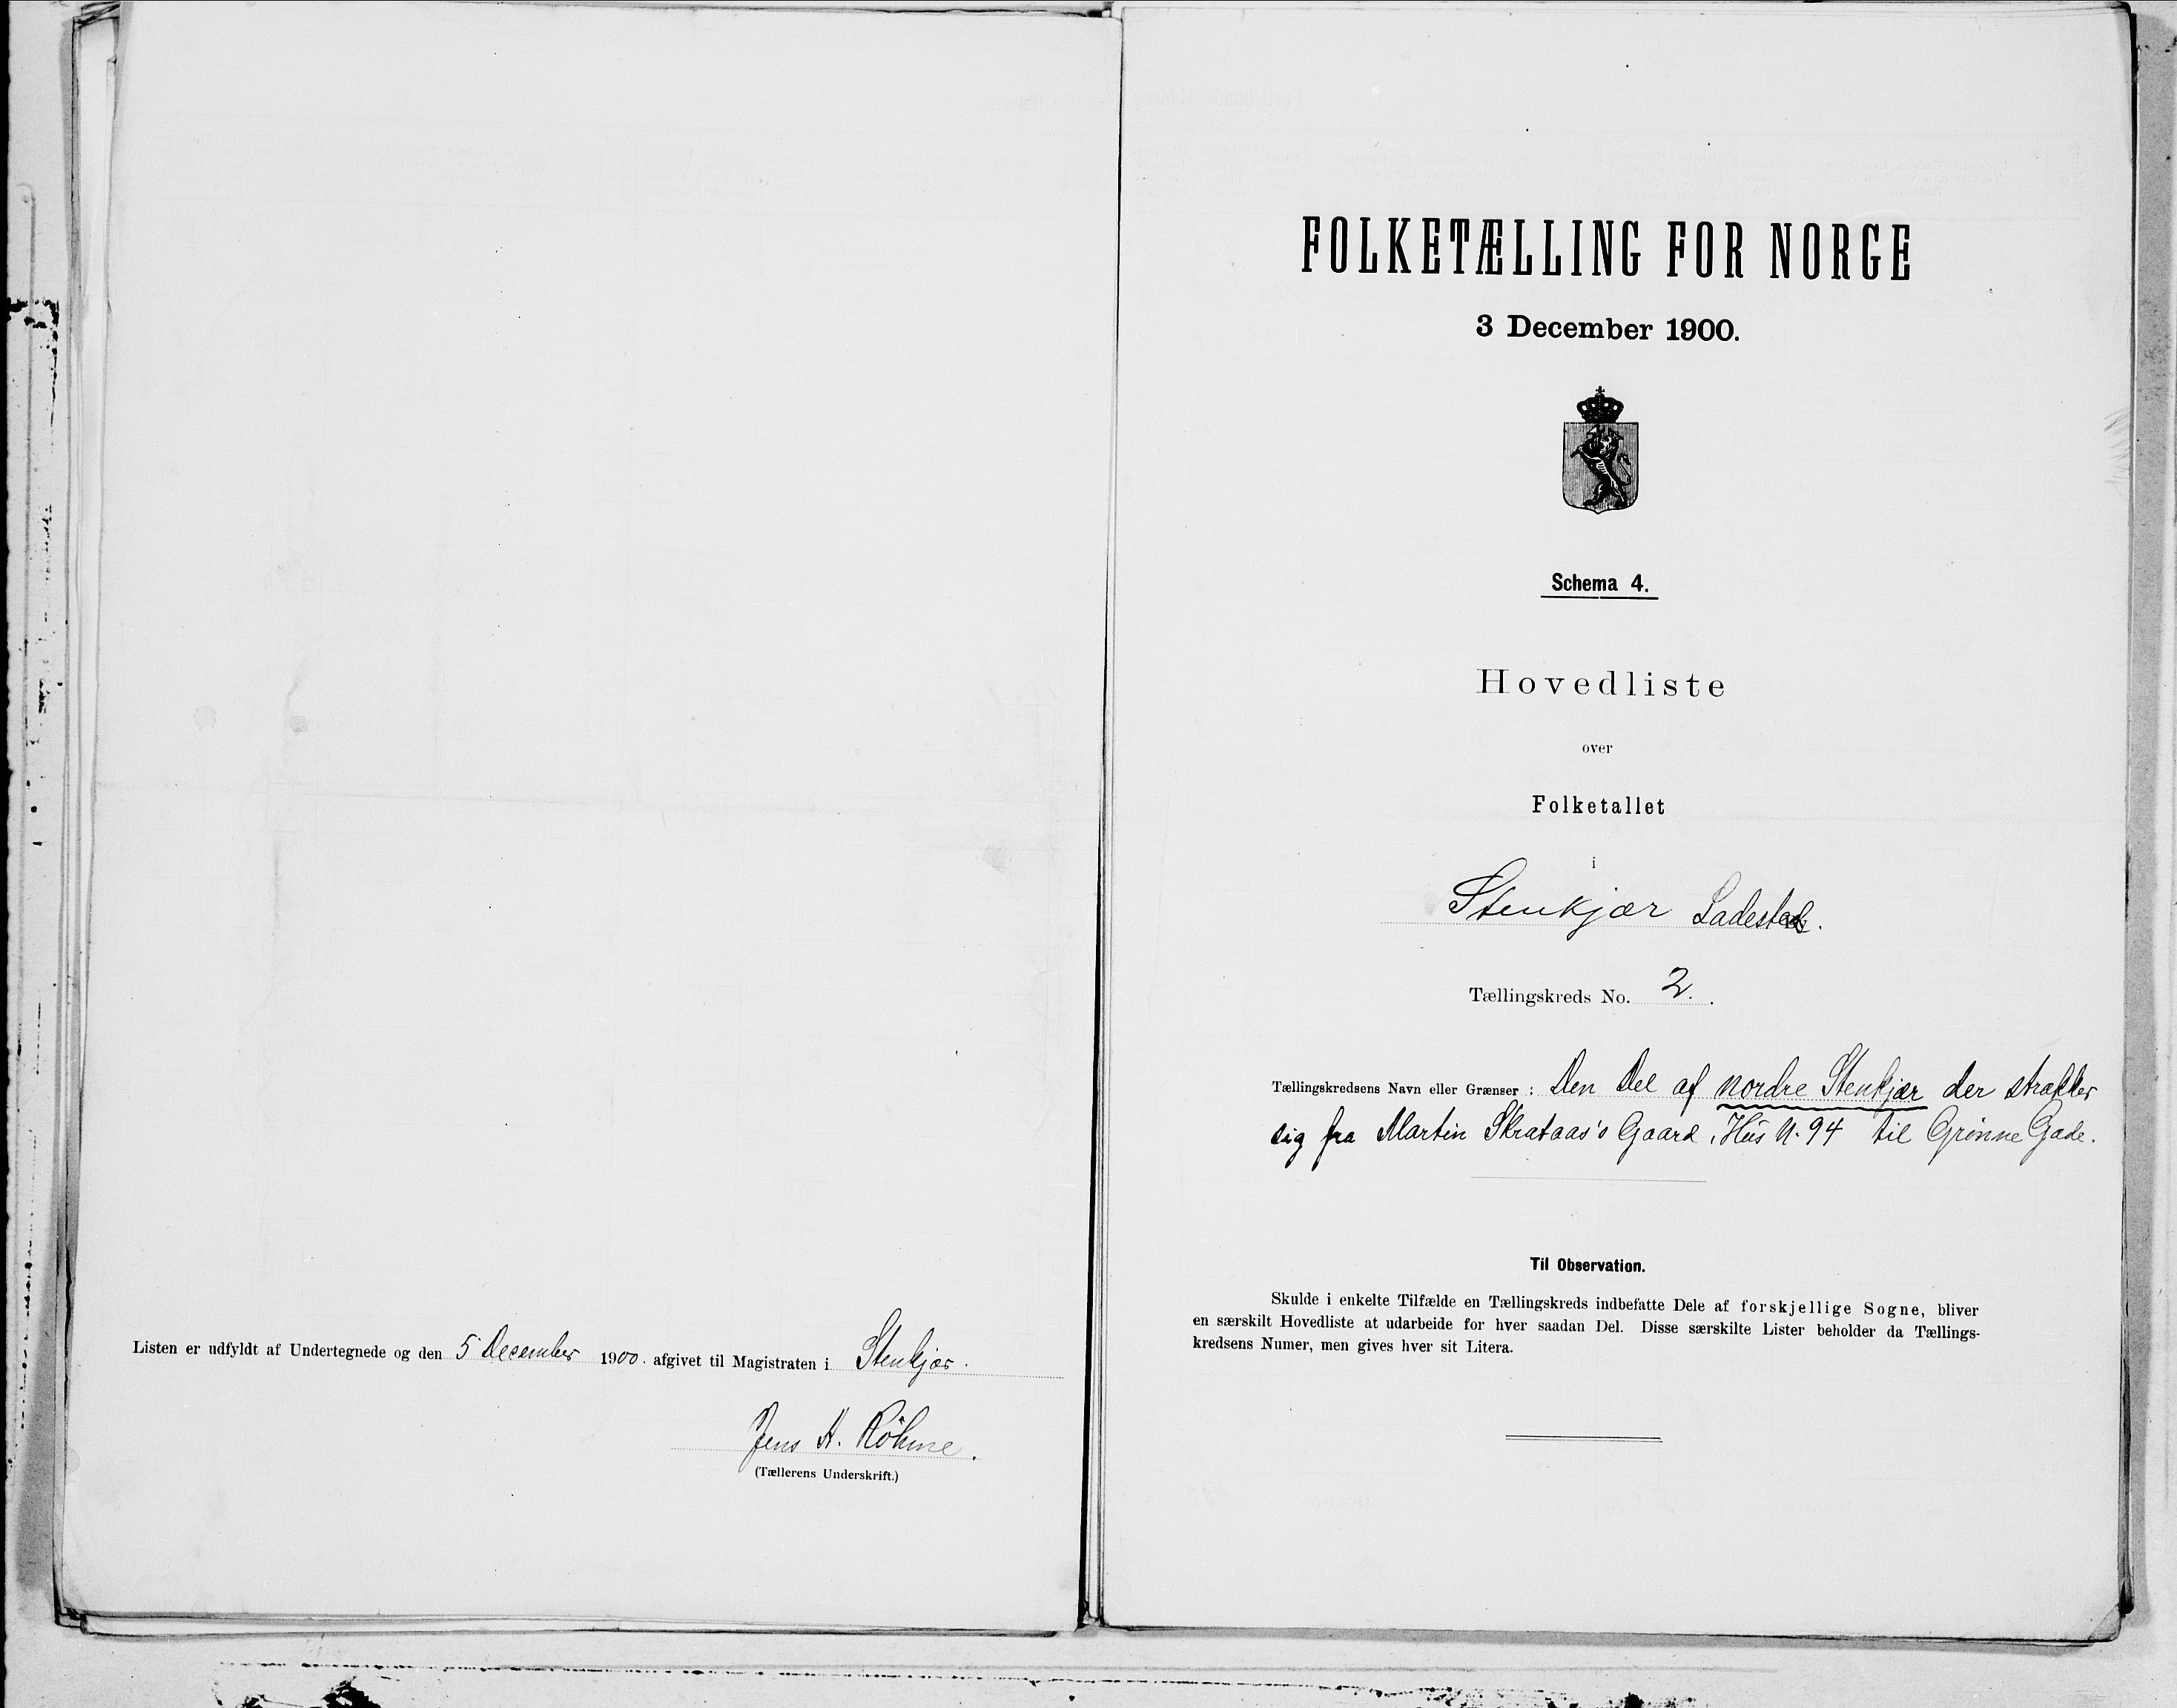 Listen er udfyldt af Undertegnede og den 5 December 1900. afgivet til Magistraten i Stenkjær.
Jens A. Röhme.
(Tællerens Underskrift.)
FOLKETÆLLING FOR NORGE
3 December 1900.
Schema 4.
Hovedliste
over
Folketallet
i
Stenkjær Ladested.
Tællingskreds No. 2.
Tællingskredsens Navn eller Grænser: Den Del af nordre Stenkjær der strækker
sig fra Martin Skrataas's Gaard, Hus N. 94 til Grønne Gade.
Til Observation.
Skulde i enkelte Tilfælde en Tællingskreds indbefatte Dele af forskjellige Sogne, bliver
en særskilt Hovedliste at udarbeide for hver saadan Del. Disse særskilte Lister beholder da Tællings-
kredsens Numer, men gives hver sit Litera.